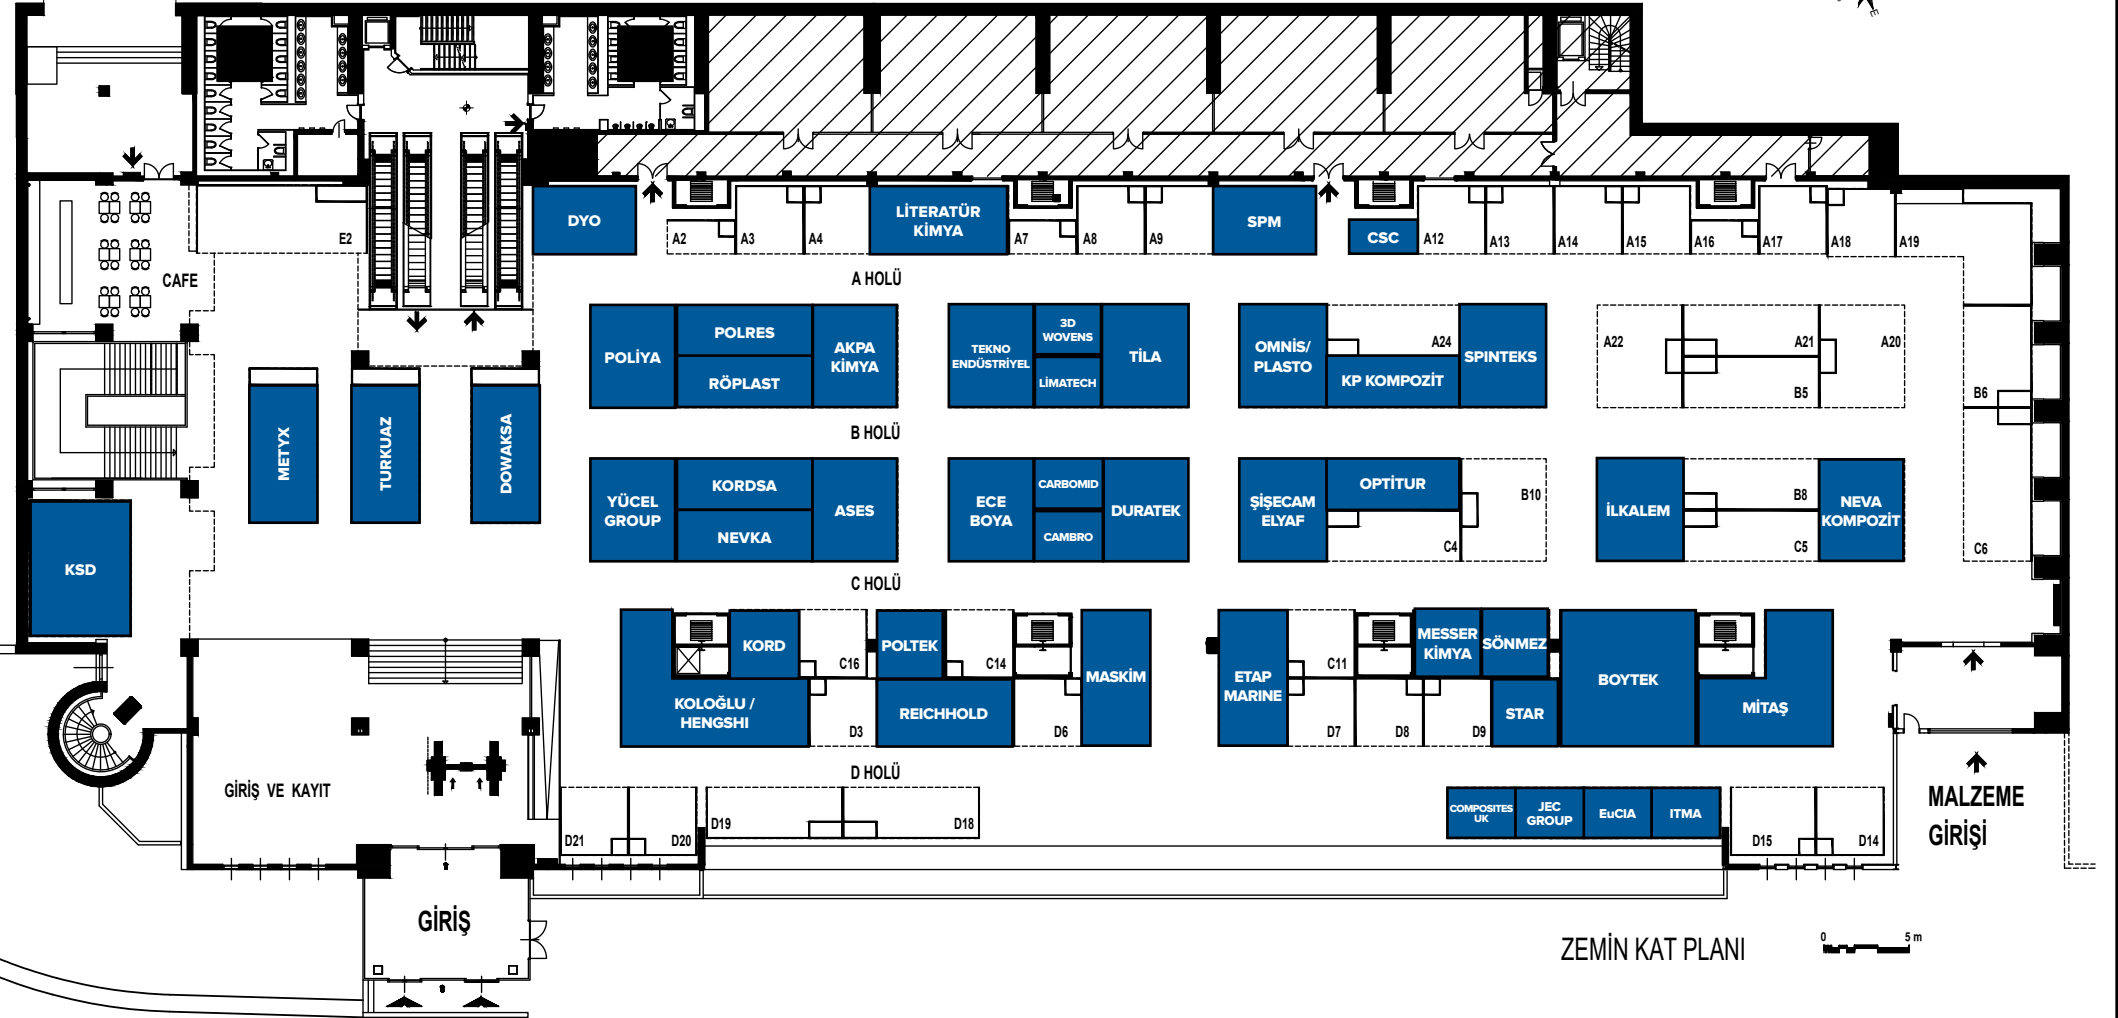 E
DYO
LİTERATÜR
KİMYA
SPM
CSC
E2
A2
A3
A4
A7
A8
A9
A12
A13
A14
A15
A16
A17
A18
A19
CAFE
A HOLÜ
POLİYA
POLRES
RÖPLAST
AKPA
KİMYA
TEKNO
ENDÜSTRİYEL
3D
WOVENS
LİMATECH
TİLA
OMNİS/
PLASTO
A24
KP KOMPOZİT
SPINTEKS
A22
A21
A20
B5
B6
METYX
TURKUAZ
DOWAKSA
B HOLÜ
YÜCEL
GROUP
KORDSA
NEVKA
ASES
ECE
BOYA
CARBOMID
CAMBRO
DURATEK
ŞİŞECAM
ELYAF
OPTİTUR
B10
C4
İLKALEM
B8
C5
NEVA
KOMPOZİT
C6
KSD
C HOLÜ
KORD
C16
POLTEK
C14
MASKİM
KOLOĞLU /
HENGSHI
D3
REICHHOLD
D6
ETAP
MARINE
C11
MESSER
KİMYA
SÖNMEZ
D7
D8
D9
STAR
BOYTEK
MİTAŞ
D HOLÜ
GİRİŞ VE KAYIT
D21
D20
D19
D18
COMPOSITES
UK
JEC
GROUP
EuCIA
ITMA
D15
D14
MALZEME
GİRİŞİ
GİRİŞ
ZEMİN KAT PLANI
0
5 m